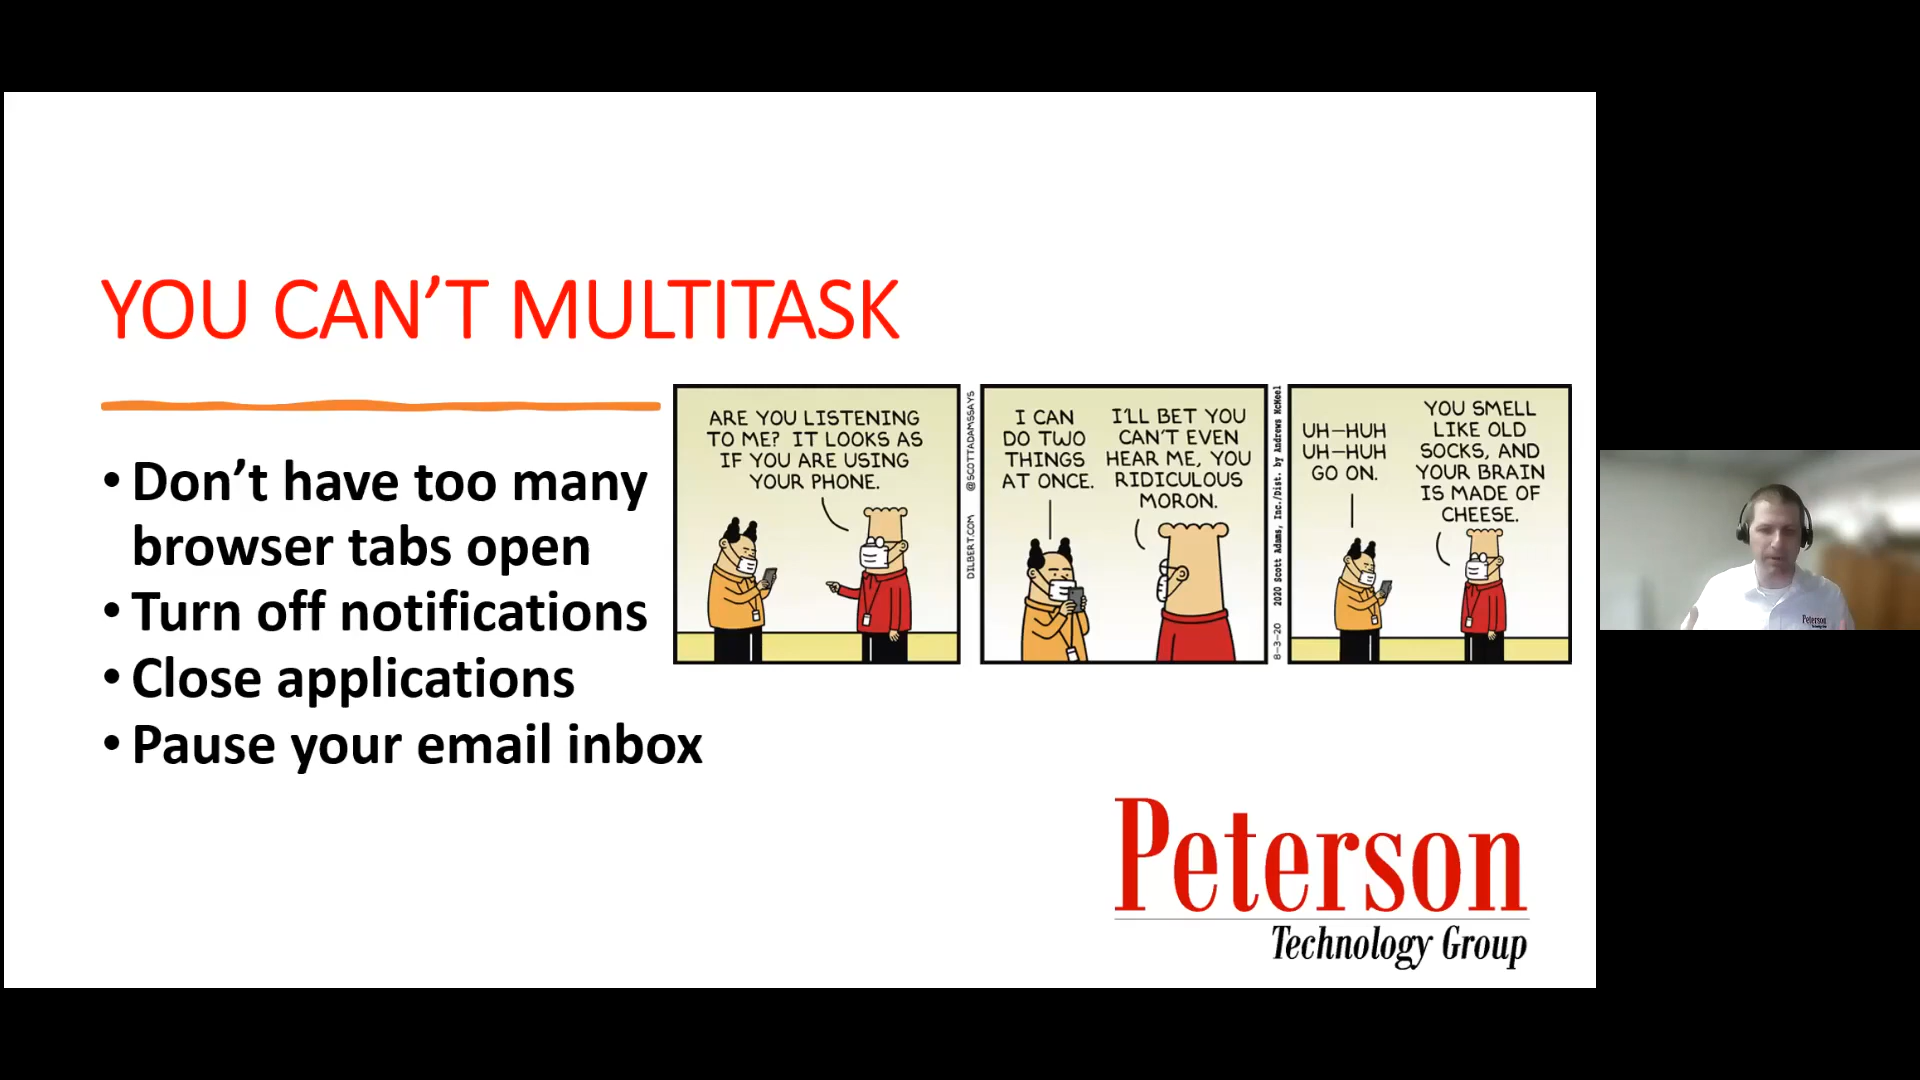 YOU CAN’T MULTITASK
• Don’t have too many
browser tabs open
• Turn off notifications
• Close applications
• Pause your email inbox
ARE YOU LISTENING
TO ME? IT LOOKS AS
IF YOU ARE USING
YOUR PHONE.
DILBERT.COM @SCOTTADAMSSAYS
I CAN
DO TWO
THINGS
AT ONCE.
I'LL BET YOU
CAN'T EVEN
HEAR ME, YOU
RIDICULOUS
MORON.
8-3-20 2020 Scott Adams, Inc./Dist. by Andrews McMeel
UH-HUH
UH-HUH
GO ON.
YOU SMELL
LIKE OLD
SOCKS, AND
YOUR BRAIN
IS MADE OF
CHEESE.
Peterson
Technology Group
Peterson